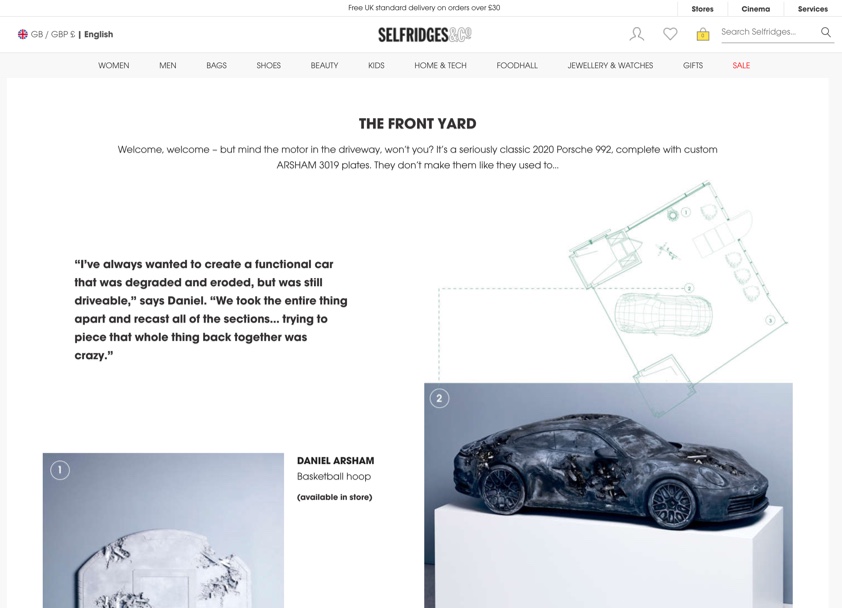 Free UK standard delivery on orders over £30
Stores
Cinema
Services
GB / GBP £ | English
SELFRIDGES&CO
0
Search Selfridges...
WOMEN
MEN
BAGS
SHOES
BEAUTY
KIDS
HOME & TECH
FOODHALL
JEWELLERY & WATCHES
GIFTS
SALE
THE FRONT YARD
Welcome, welcome – but mind the motor in the driveway, won't you? It's a seriously classic 2020 Porsche 992, complete with custom
ARSHAM 3019 plates. They don't make them like they used to...
“I've always wanted to create a functional car
that was degraded and eroded, but was still
driveable,” says Daniel. “We took the entire thing
apart and recast all of the sections... trying to
piece that whole thing back together was
crazy.”
1
2
3
2
1
DANIEL ARSHAM
Basketball hoop
(available in store)